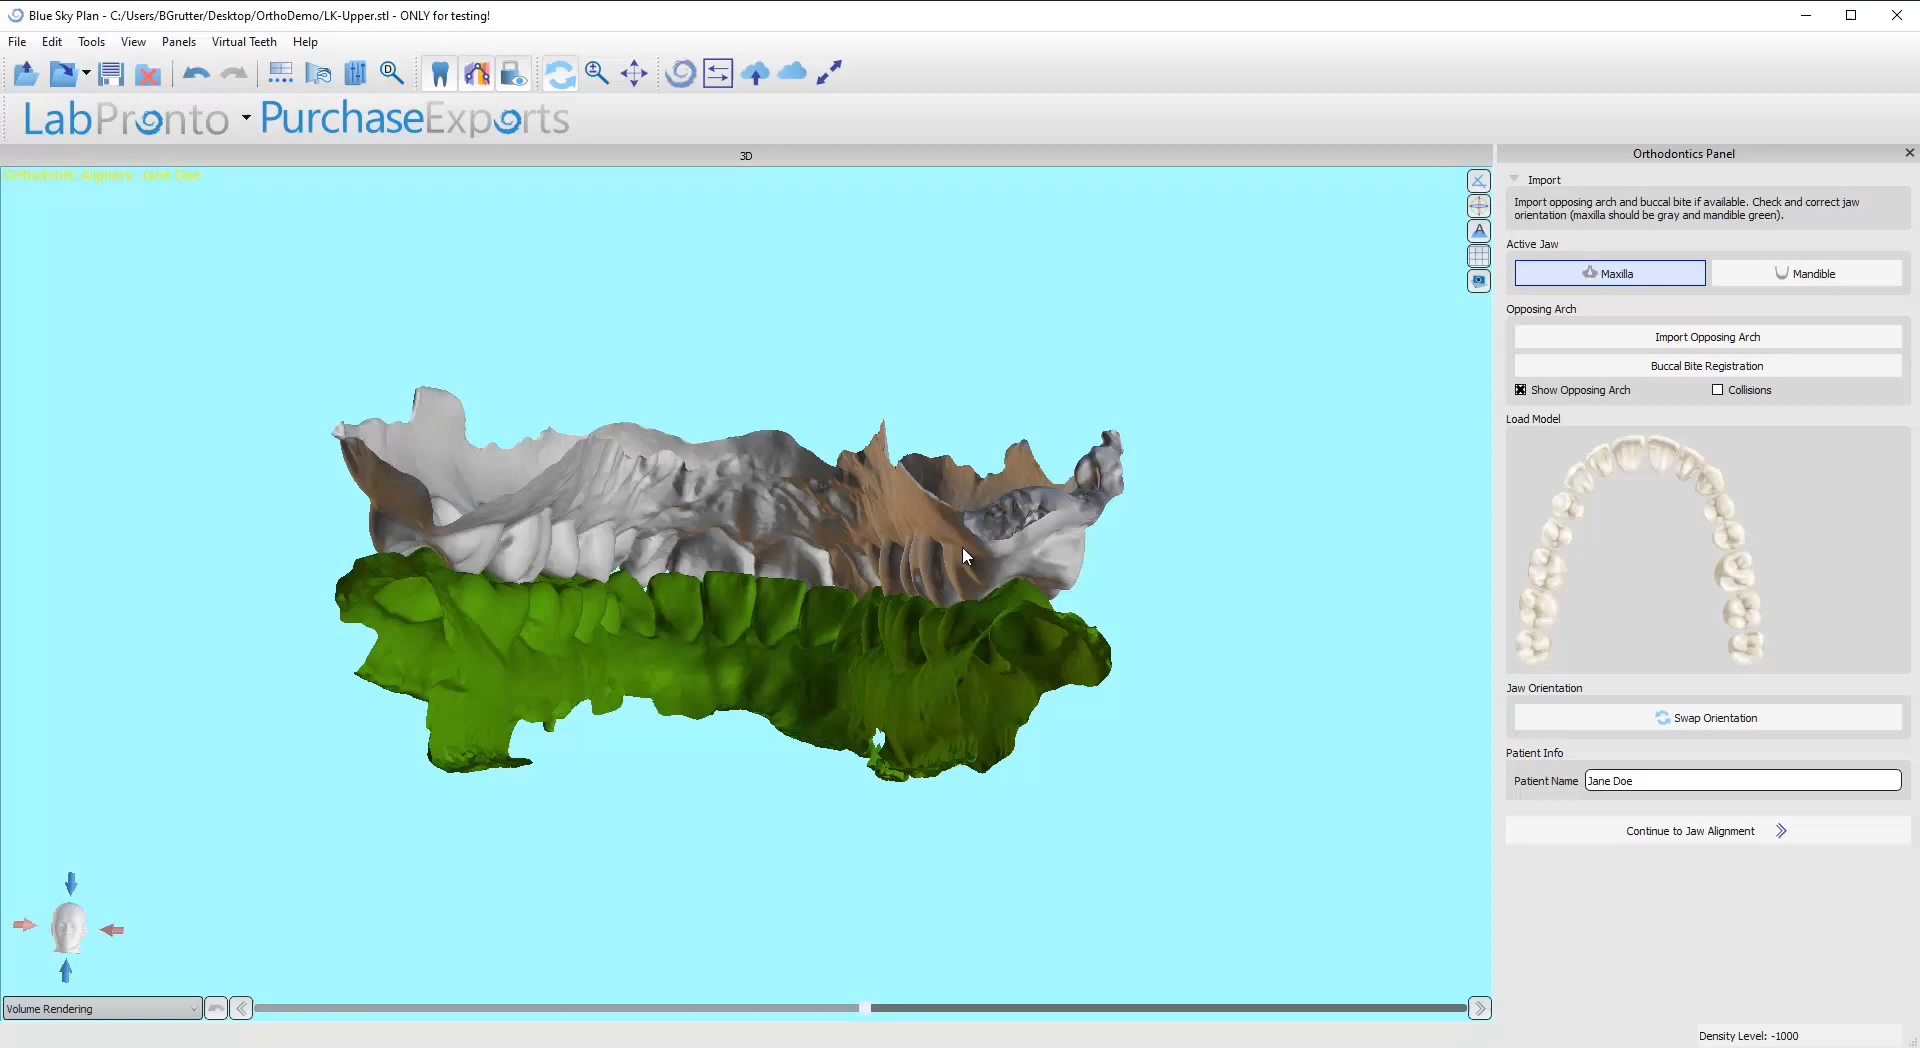 Blue Sky Plan - C:/Users/BGrutter/Desktop/OrthoDemo/LK-Upper.stl - ONLY for testing!
File Edit Tools View Panels Virtual Teeth Help
D
LabPronto PurchaseExports
3D
Orthodontics Panel
Orthodontic Aligners: Jane Doe
A
Import
Import opposing arch and buccal bite if available. Check and correct jaw
orientation (maxilla should be gray and mandible green).
Active Jaw
Maxilla Mandible
Opposing Arch
Import Opposing Arch
Buccal Bite Registration
Show Opposing Arch Collisions
Load Model
Jaw Orientation
Swap Orientation
Patient Info
Patient Name Jane Doe
Continue to Jaw Alignment
Volume Rendering
Density Level: -1000